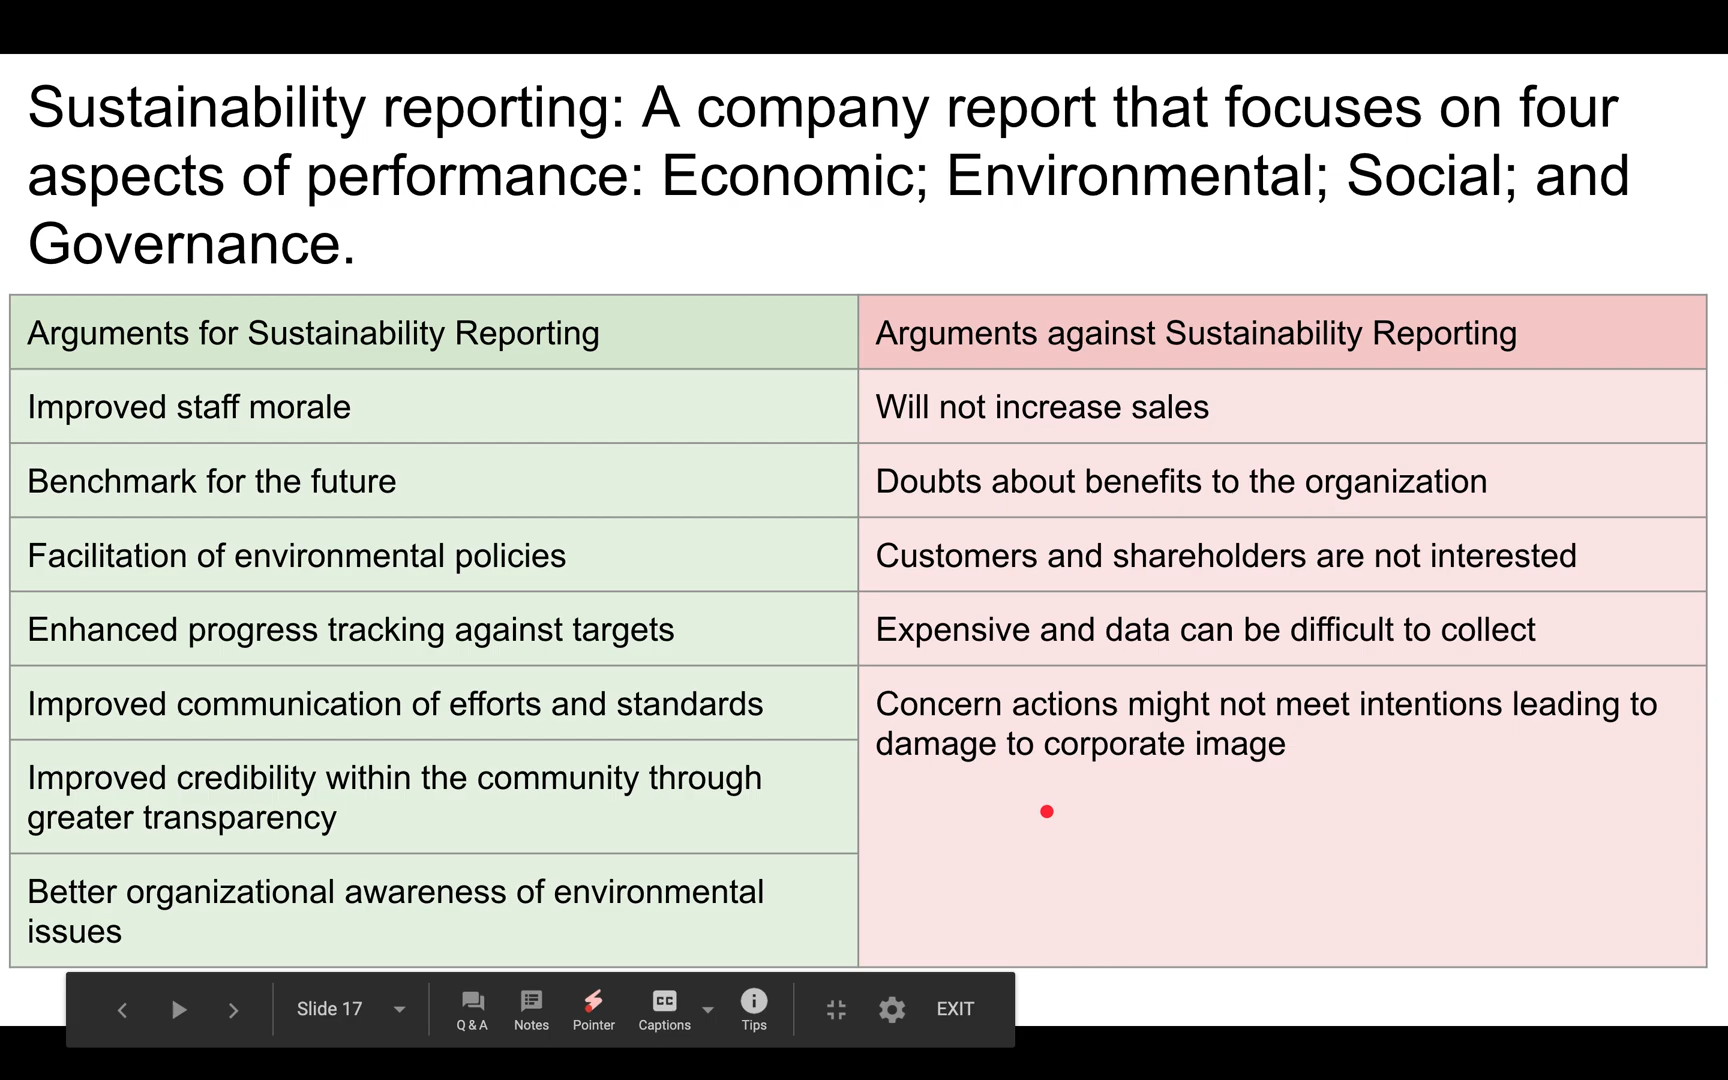 Sustainability reporting: A company report that focuses on four
aspects of performance: Economic; Environmental; Social; and
Governance.
Arguments for Sustainability Reporting
Arguments against Sustainability Reporting
Improved staff morale
Will not increase sales
Benchmark for the future
Doubts about benefits to the organization
Facilitation of environmental policies
Customers and shareholders are not interested
Enhanced progress tracking against targets
Expensive and data can be difficult to collect
Improved communication of efforts and standards
Concern actions might not meet intentions leading to
damage to corporate image
Improved credibility within the community through
greater transparency
Better organizational awareness of environmental
issues
Slide 17
Q & A
Notes
Pointer
CC
Captions
Tips
EXIT